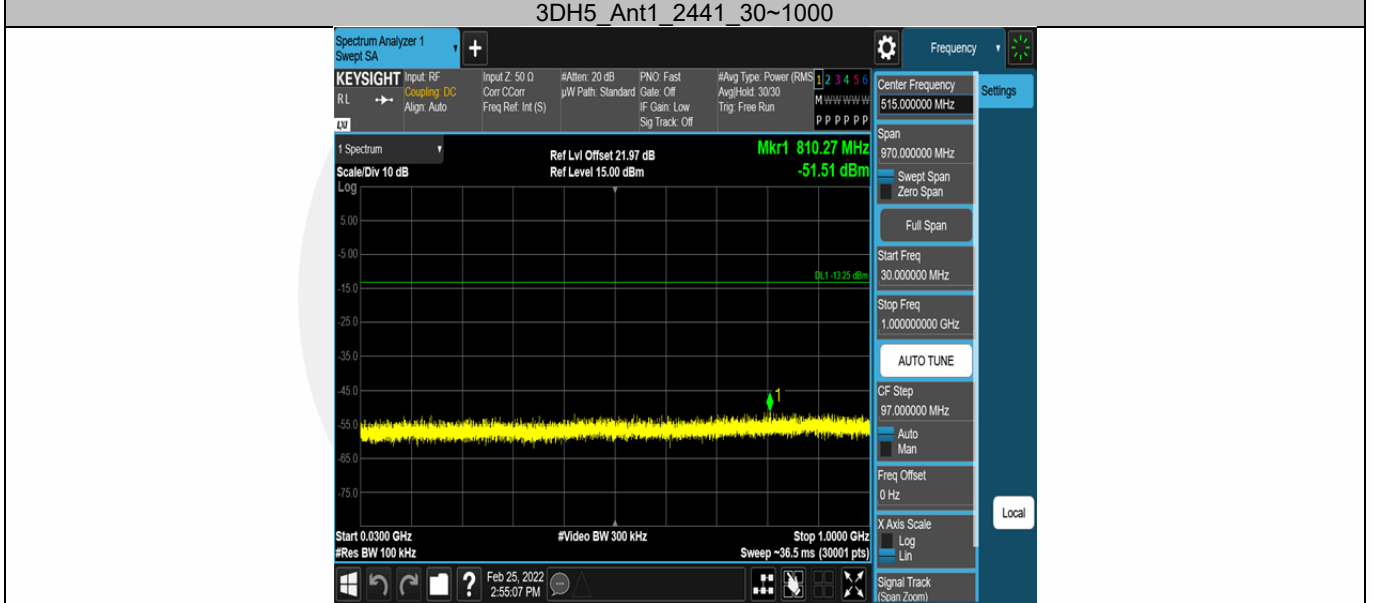 3DH5_Ant1_2441_30~1000
Spectrum Analyzer 1
Swept SA
+
Frequency
KEYSIGHT
RL
LXI
Input: RF
Coupling: DC
Align: Auto
Input Z: 50 Ω
Corr CCorr
Freq Ref: Int (S)
#Atten: 20 dB
µW Path: Standard
PNO: Fast
Gate: Off
IF Gain: Low
Sig Track: Off
#Avg Type: Power (RMS
Avg|Hold: 30/30
Trig: Free Run
1 2 3 4 5 6
M W W W W W
P P P P P P
1 Spectrum
Scale/Div 10 dB
Log
Ref Lvl Offset 21.97 dB
Ref Level 15.00 dBm
Mkr1 810.27 MHz
-51.51 dBm
5.00
-5.00
DL1 -13.25 dBm
-15.0
-25.0
-35.0
-45.0
1
-55.0
-65.0
-75.0
Start 0.0300 GHz
#Res BW 100 kHz
#Video BW 300 kHz
Stop 1.0000 GHz
Sweep ~36.5 ms (30001 pts)
?
Feb 25, 2022
2:55:07 PM
Center Frequency
515.000000 MHz
Settings
Span
970.000000 MHz
Swept Span
Zero Span
Full Span
Start Freq
30.000000 MHz
Stop Freq
1.000000000 GHz
AUTO TUNE
CF Step
97.000000 MHz
Auto
Man
Freq Offset
0 Hz
X Axis Scale
Log
Lin
Local
Signal Track
(Span Zoom)